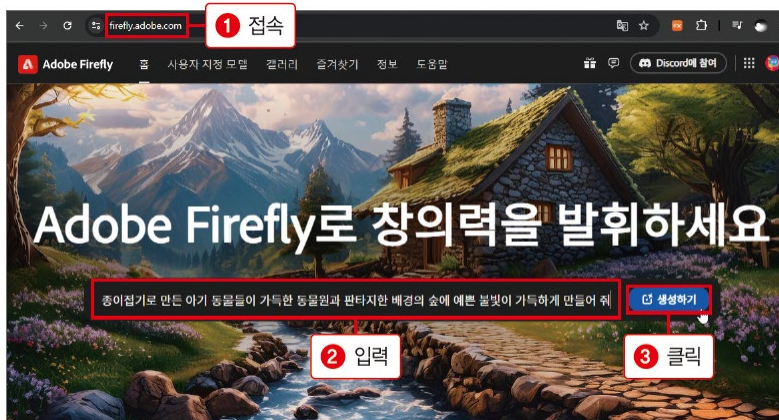 firefly.adobe.com
1 접속
Adobe Firefly 홈 사용자 지정 모델 갤러리 즐겨찾기 정보 도움말 Discord에 참여
Adobe Firefly로 창의력을 발휘하세요
종이접기로 만든 아기 동물들이 가득한 동물원과 판타지한 배경의 숲에 예쁜 불빛이 가득하게 만들어 줘
생성하기
2 입력
3 클릭